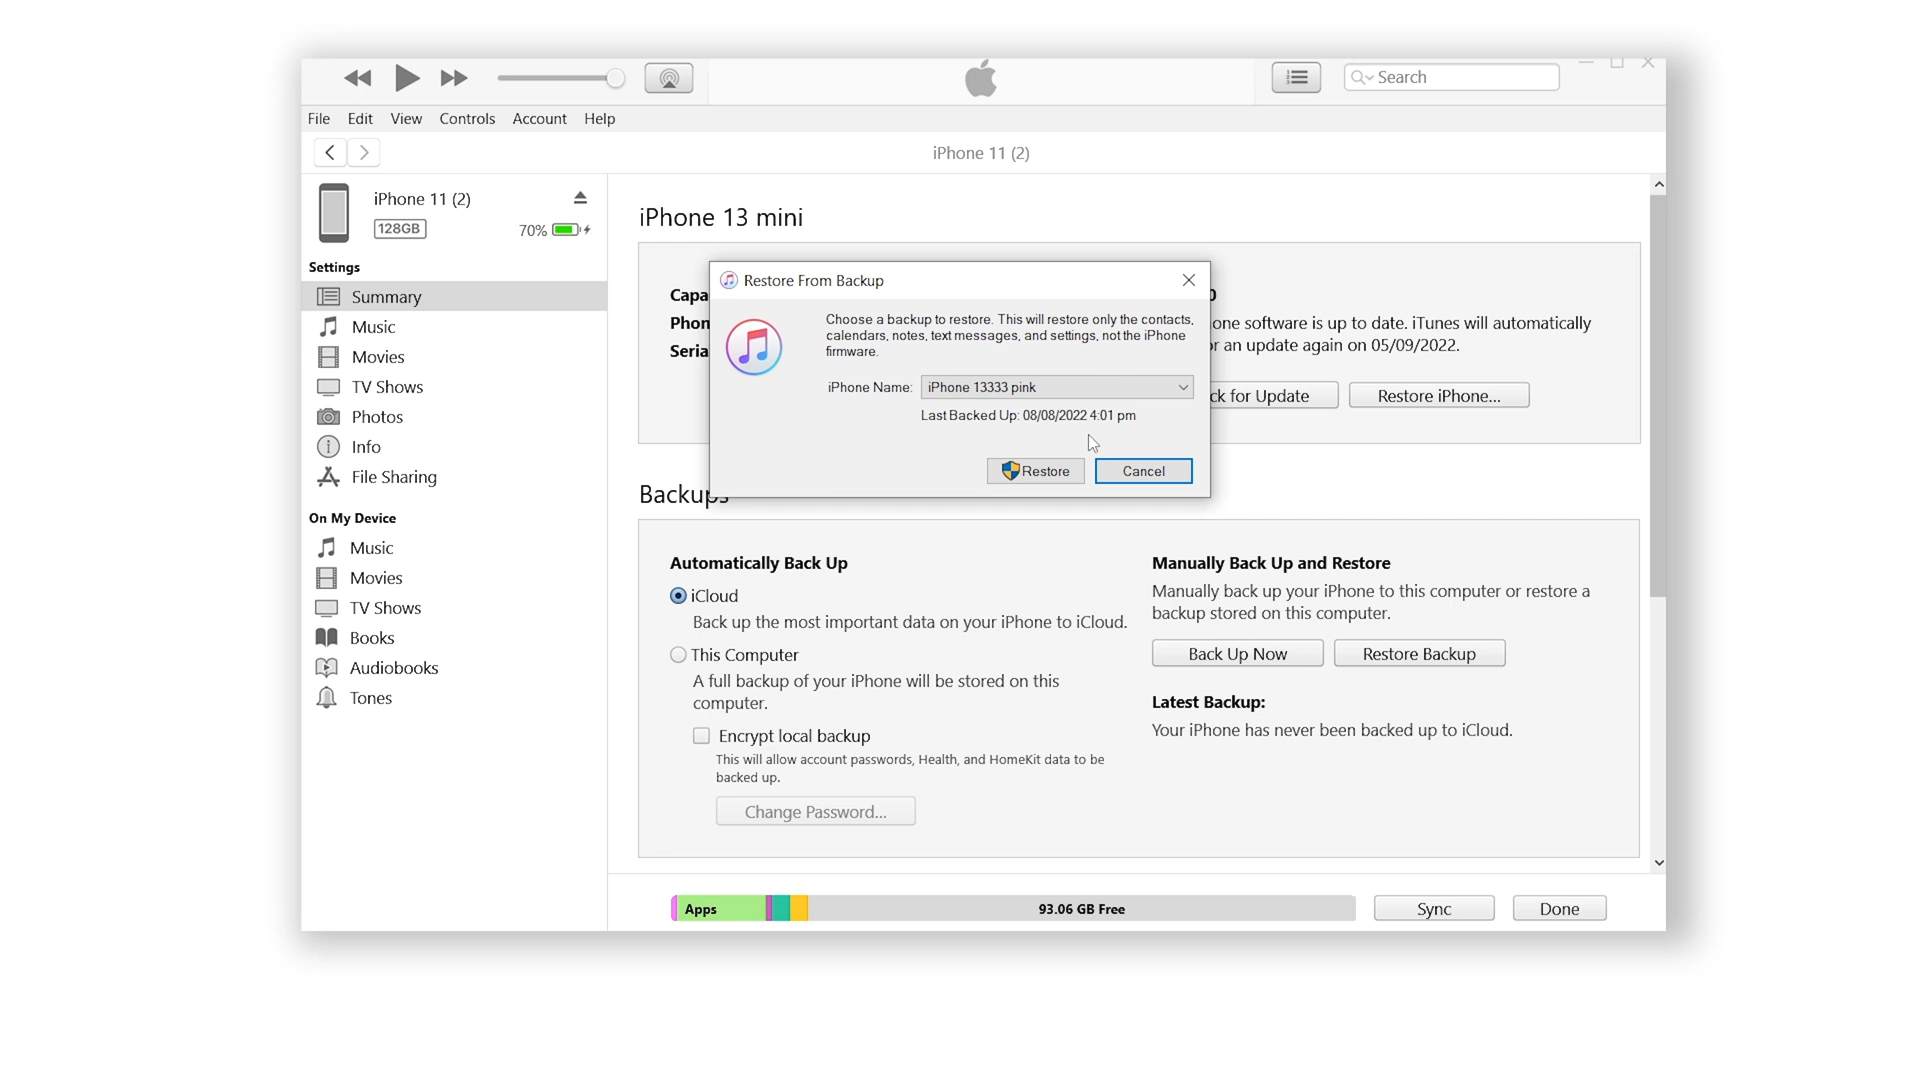 Search
File Edit View Controls Account Help
iPhone 11 (2)
iPhone 11 (2)
128GB
70%
Settings
Summary
Music
Movies
TV Shows
Photos
Info
File Sharing
On My Device
Music
Movies
TV Shows
Books
Audiobooks
Tones
iPhone 13 mini
Capa
Phon
Seria
0
one software is up to date. iTunes will automatically
or an update again on 05/09/2022.
ck for Update
Restore iPhone...
Restore From Backup
Choose a backup to restore. This will restore only the contacts,
calendars, notes, text messages, and settings, not the iPhone
firmware.
iPhone Name: iPhone 13333 pink
Last Backed Up: 08/08/2022 4:01 pm
Restore
Cancel
Backups
Automatically Back Up
iCloud
Back up the most important data on your iPhone to iCloud.
This Computer
A full backup of your iPhone will be stored on this
computer.
Encrypt local backup
This will allow account passwords, Health, and HomeKit data to be
backed up.
Change Password...
Manually Back Up and Restore
Manually back up your iPhone to this computer or restore a
backup stored on this computer.
Back Up Now
Restore Backup
Latest Backup:
Your iPhone has never been backed up to iCloud.
Apps
93.06 GB Free
Sync
Done